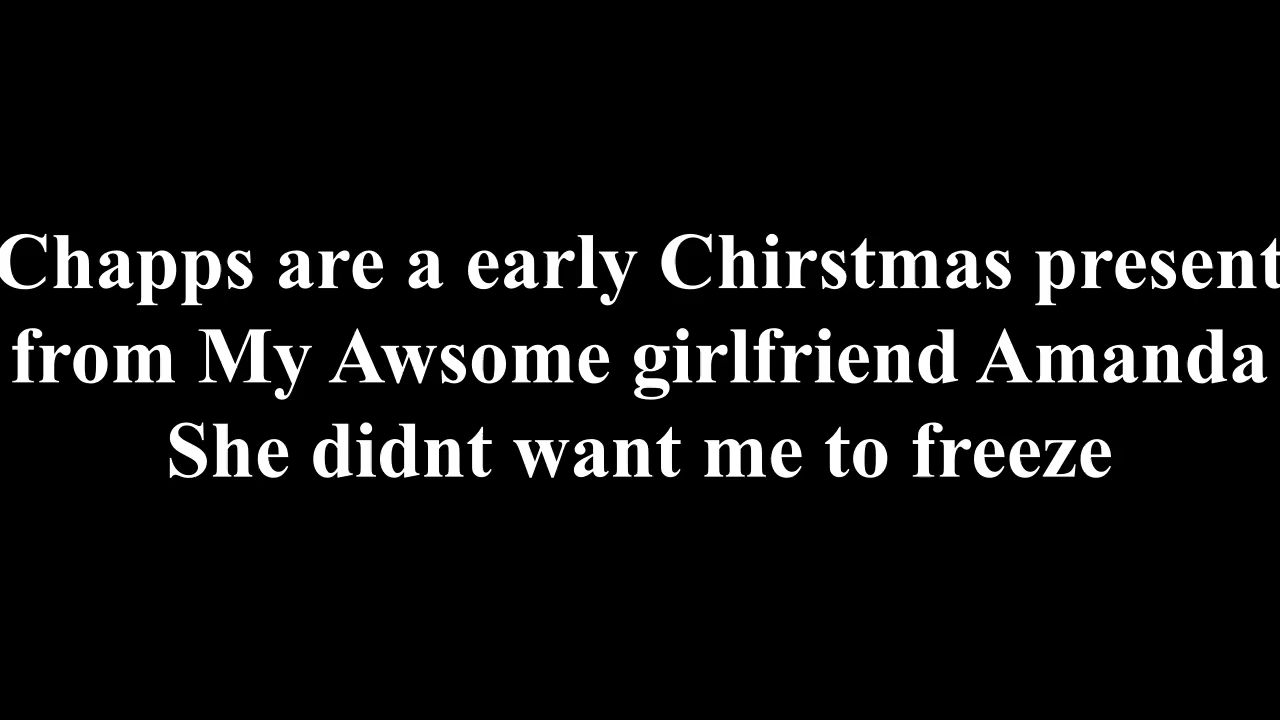 Chapps are a early Chirstmas present
from My Awsome girlfriend Amanda
She didnt want me to freeze